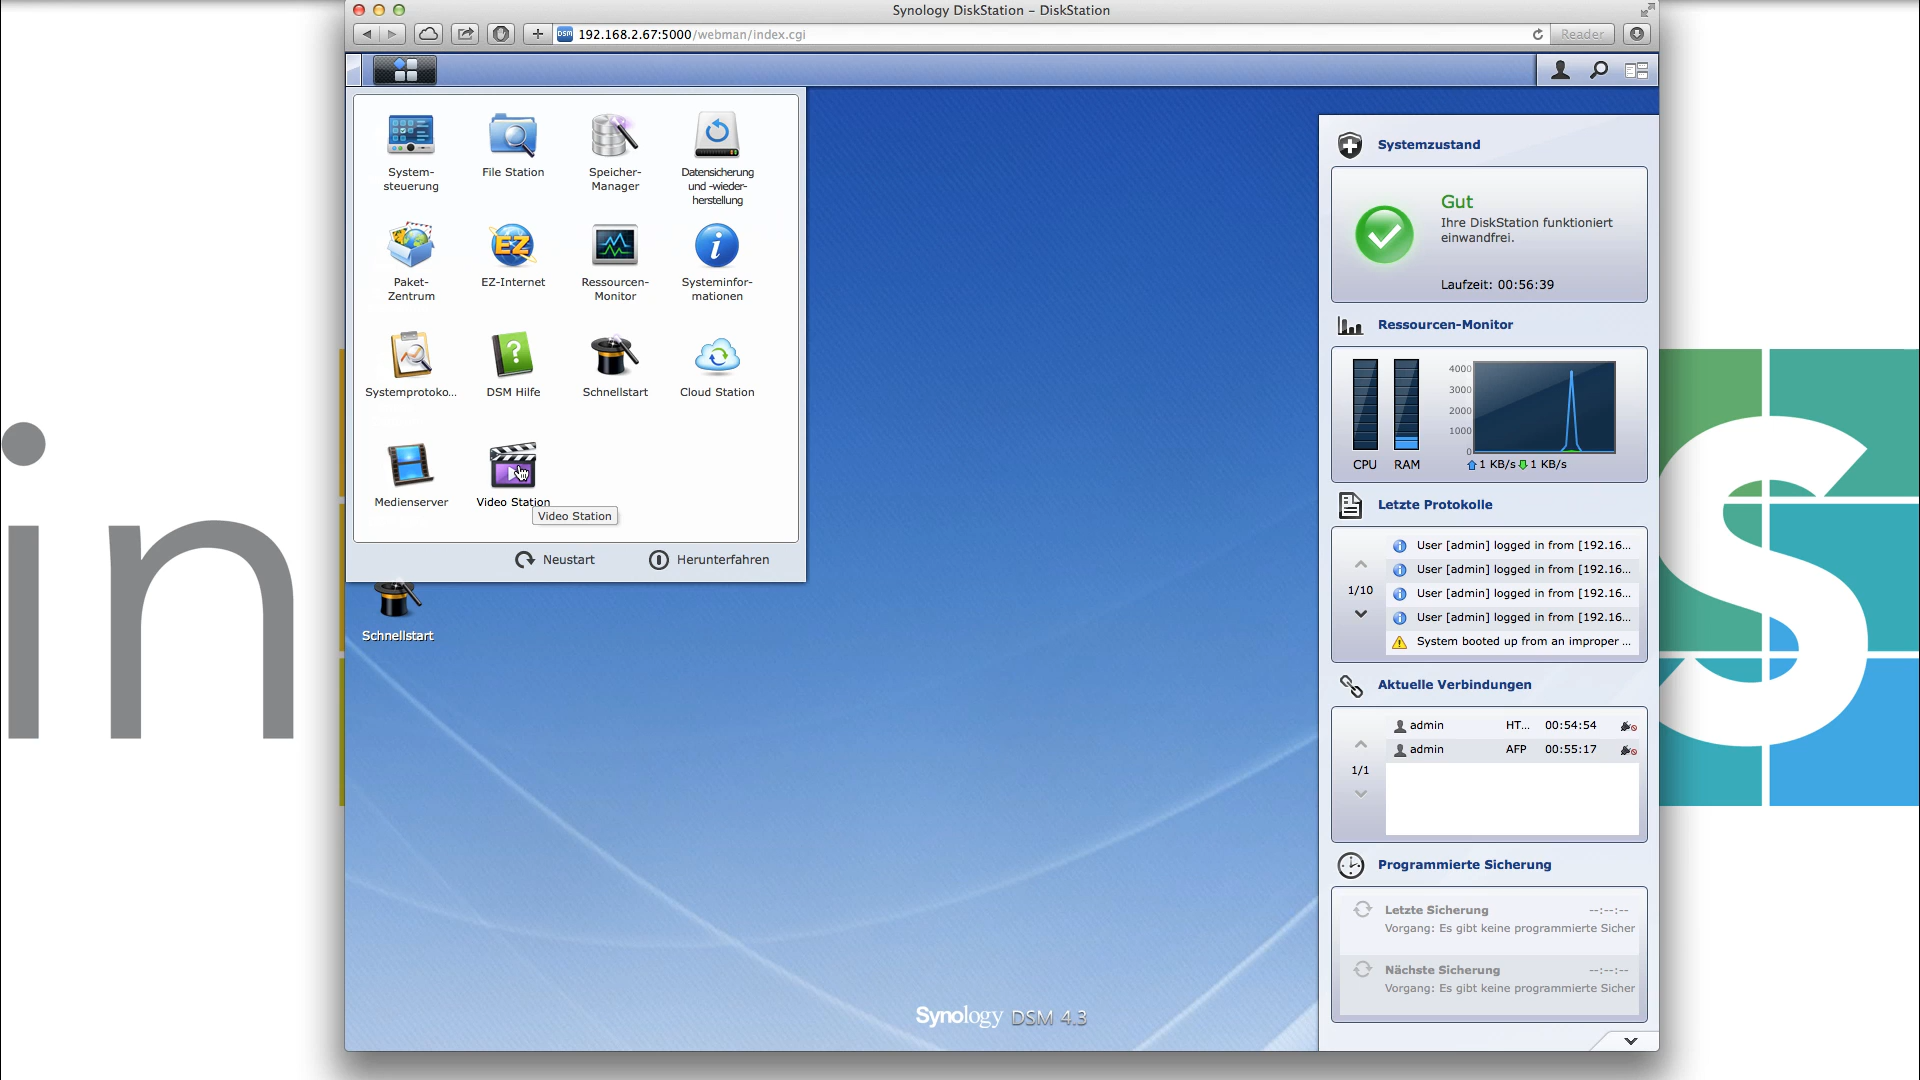 Synology DiskStation – DiskStation
192.168.2.67:5000/webman/index.cgi
Reader
DSM
System-
steuerung
File Station
Speicher-
Manager
Datensicherung
und -wieder-
herstellung
Paket-
Zentrum
EZ
EZ-Internet
Ressourcen-
Monitor
Systeminfor-
mationen
Systemprotoko...
DSM Hilfe
Schnellstart
Cloud Station
Medienserver
Video Station
Video Station
Neustart
Herunterfahren
Schnellstart
Systemzustand
Gut
Ihre DiskStation funktioniert
einwandfrei.
Laufzeit: 00:56:39
Ressourcen-Monitor
4000
3000
2000
1000
0
CPU
RAM
1 KB/s
1 KB/s
Letzte Protokolle
1/10
User [admin] logged in from [192.16...
User [admin] logged in from [192.16...
User [admin] logged in from [192.16...
User [admin] logged in from [192.16...
System booted up from an improper ...
Aktuelle Verbindungen
1/1
admin HT... 00:54:54
admin AFP 00:55:17
Programmierte Sicherung
Letzte Sicherung --:--:--
Vorgang: Es gibt keine programmierte Sicher
Nächste Sicherung --:--:--
Vorgang: Es gibt keine programmierte Sicher
Synology DSM 4.3
in
S